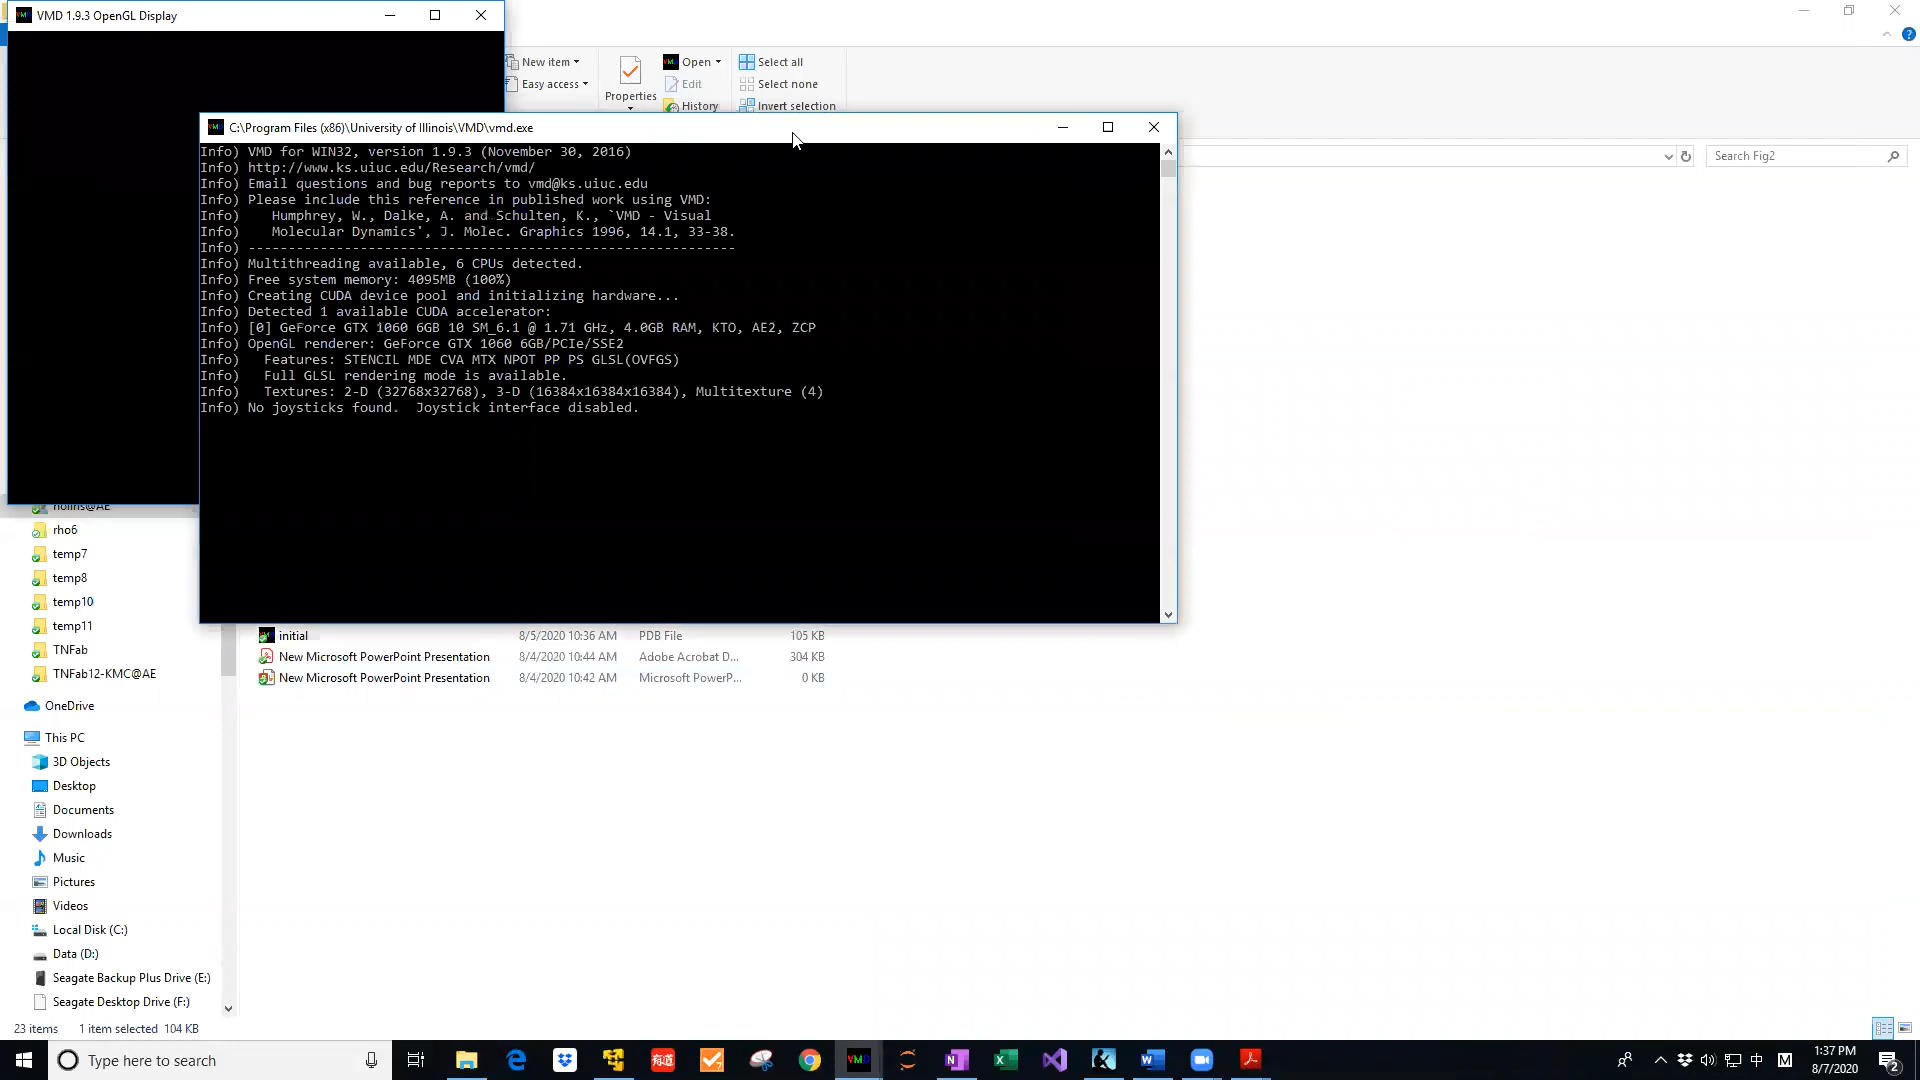 VMD 1.9.3 OpenGL Display
New item
Open
Select all
Easy access
Edit
Select none
Properties
History
Invert selection
C:\Program Files (x86)\University of Illinois\VMD\vmd.exe
Search Fig2
Info) VMD for WIN32, version 1.9.3 (November 30, 2016)
Info) http://www.ks.uiuc.edu/Research/vmd/
Info) Email questions and bug reports to vmd@ks.uiuc.edu
Info) Please include this reference in published work using VMD:
Info)    Humphrey, W., Dalke, A. and Schulten, K., `VMD - Visual
Info)    Molecular Dynamics', J. Molec. Graphics 1996, 14.1, 33-38.
Info) -------------------------------------------------------------
Info) Multithreading available, 6 CPUs detected.
Info) Free system memory: 4095MB (100%)
Info) Creating CUDA device pool and initializing hardware...
Info) Detected 1 available CUDA accelerator:
Info) [0] GeForce GTX 1060 6GB 10 SM_6.1 @ 1.71 GHz, 4.0GB RAM, KTO, AE2, ZCP
Info) OpenGL renderer: GeForce GTX 1060 6GB/PCIe/SSE2
Info)   Features: STENCIL MDE CVA MTX NPOT PP PS GLSL(OVFGS)
Info)   Full GLSL rendering mode is available.
Info)   Textures: 2-D (32768x32768), 3-D (16384x16384x16384), Multitexture (4)
Info) No joysticks found.  Joystick interface disabled.
rho6
temp7
temp8
temp10
temp11
TNFab
TNFab12-KMC@AE
OneDrive
This PC
3D Objects
Desktop
Documents
Downloads
Music
Pictures
Videos
Local Disk (C:)
Data (D:)
Seagate Backup Plus Drive (E:)
Seagate Desktop Drive (F:)
initial 8/5/2020 10:36 AM PDB File 105 KB
New Microsoft PowerPoint Presentation 8/4/2020 10:44 AM Adobe Acrobat D... 304 KB
New Microsoft PowerPoint Presentation 8/4/2020 10:42 AM Microsoft PowerP... 0 KB
23 items 1 item selected 104 KB
Type here to search
有道
VMD
中
M
1:37 PM
8/7/2020
2